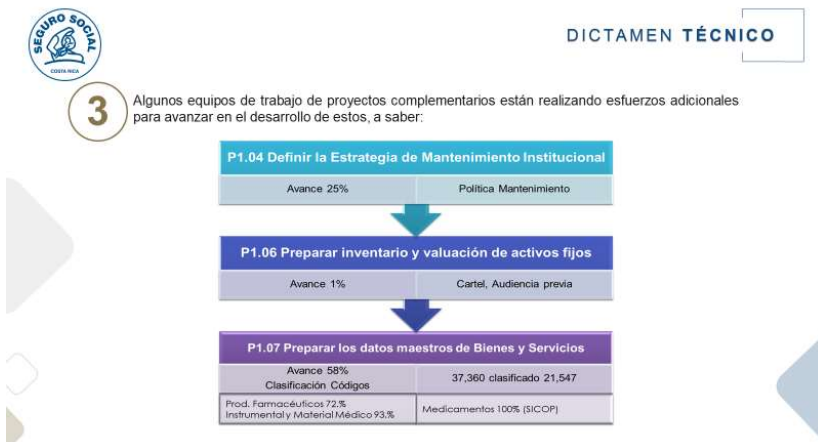 SEGURO SOCIAL
COSTA RICA
DICTAMEN TÉCNICO
3
Algunos equipos de trabajo de proyectos complementarios están realizando esfuerzos adicionales
para avanzar en el desarrollo de estos, a saber:
P1.04 Definir la Estrategia de Mantenimiento Institucional
Avance 25%
Política Mantenimiento
P1.06 Preparar inventario y valuación de activos fijos
Avance 1%
Cartel, Audiencia previa
P1.07 Preparar los datos maestros de Bienes y Servicios
Avance 58%
Clasificación Códigos
37,360 clasificado 21,547
Prod. Farmacéuticos 72.%
Instrumental y Material Médico 93.%
Medicamentos 100% (SICOP)